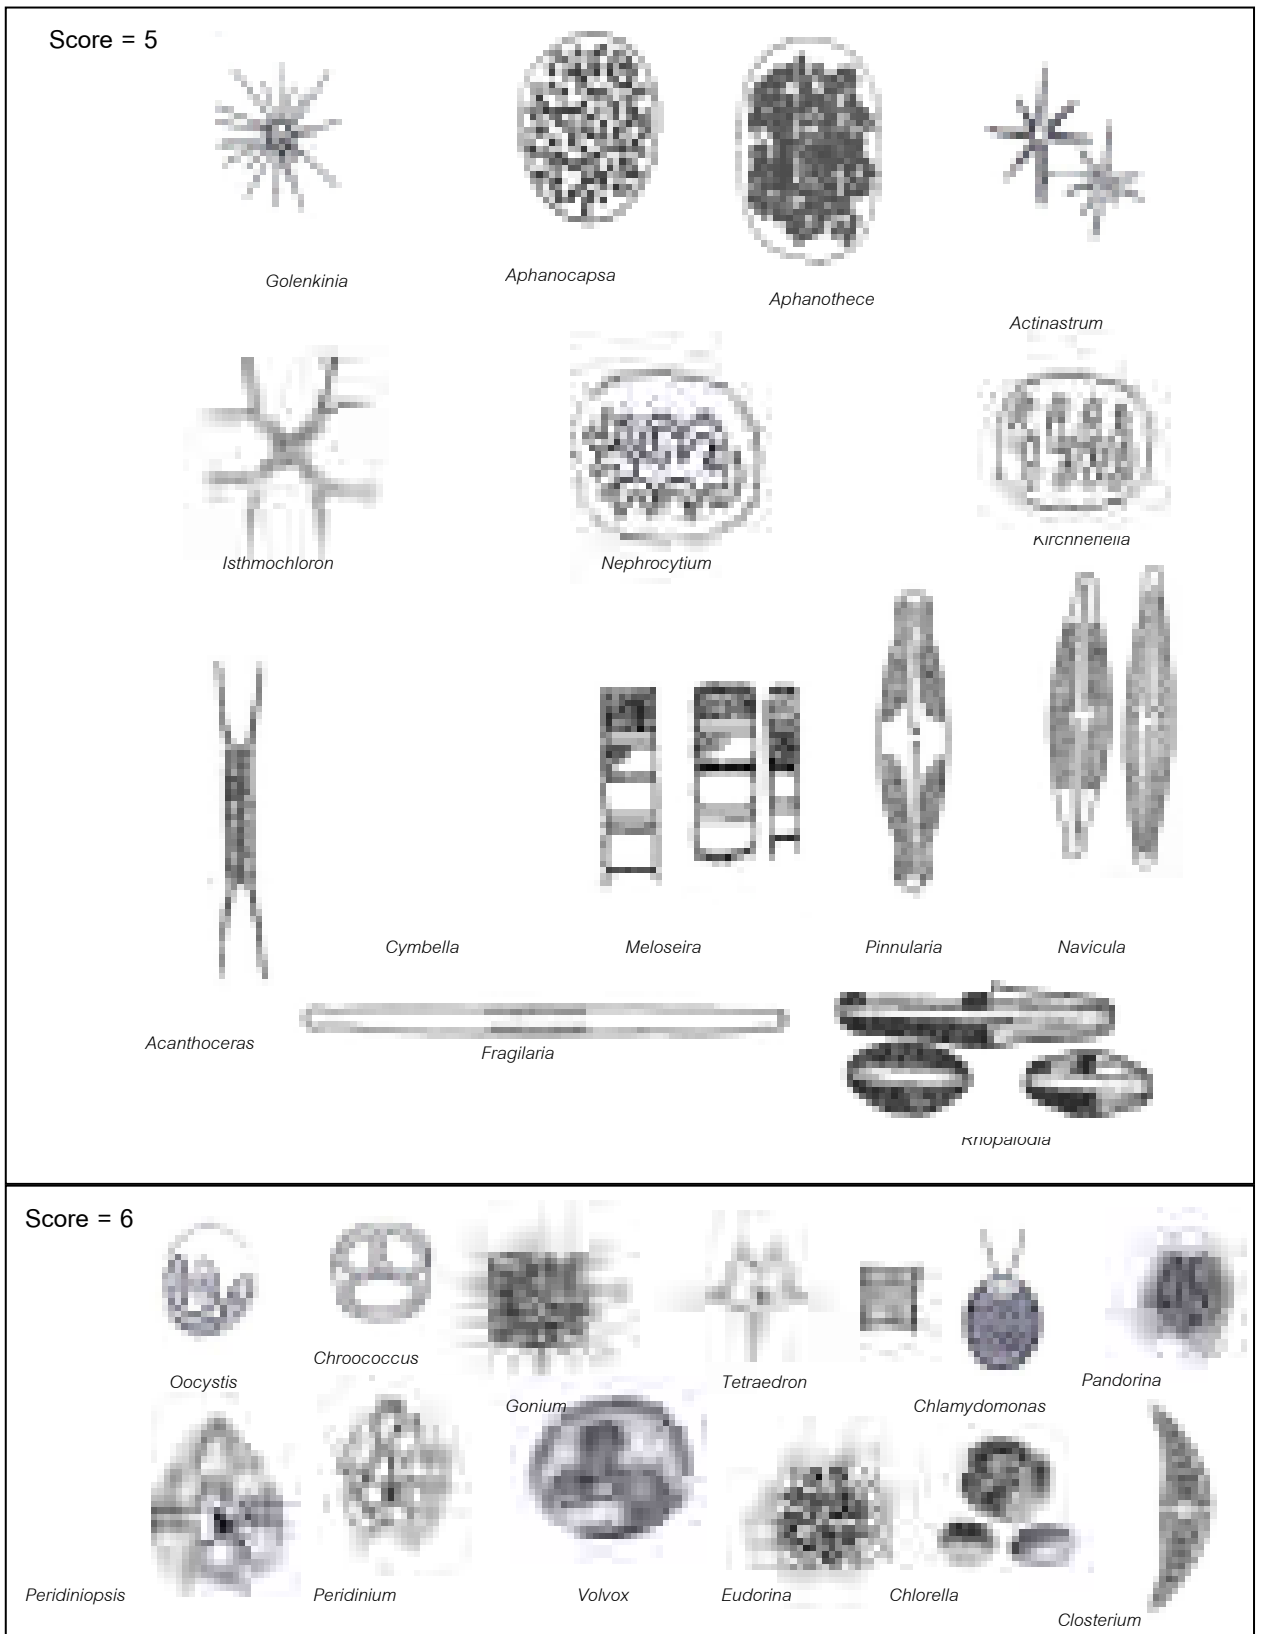 Score = 5
Golenkinia
Aphanocapsa
Aphanothece
Actinastrum
Isthmochloron
Nephrocytium
Kirchneriella
Cymbella
Meloseira
Pinnularia
Navicula
Acanthoceras
Fragilaria
Rhopalodia
Score = 6
Oocystis
Chroococcus
Gonium
Tetraedron
Chlamydomonas
Pandorina
Peridiniopsis
Peridinium
Volvox
Eudorina
Chlorella
Closterium